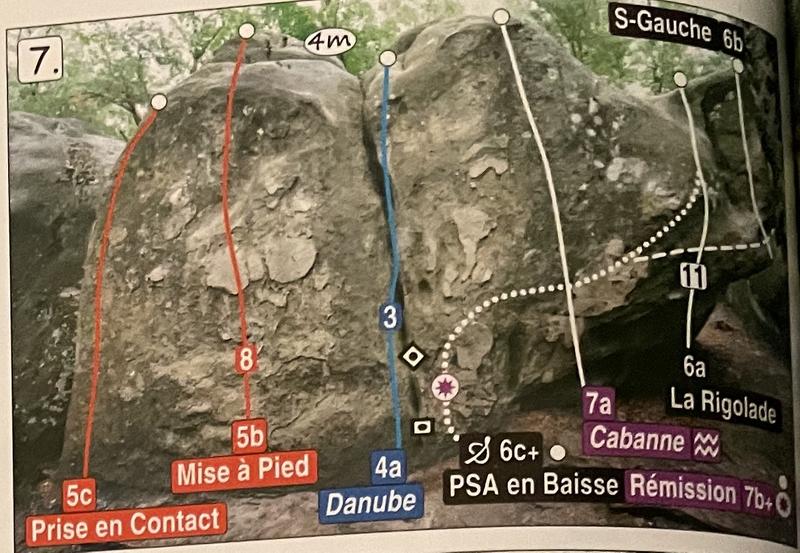 7.
4m
S-Gauche 6b
3
8
11
5c
Prise en Contact
5b
Mise à Pied
4a
Danube
6c+
PSA en Baisse
7a
Cabanne
Rémission 7b+
6a
La Rigolade